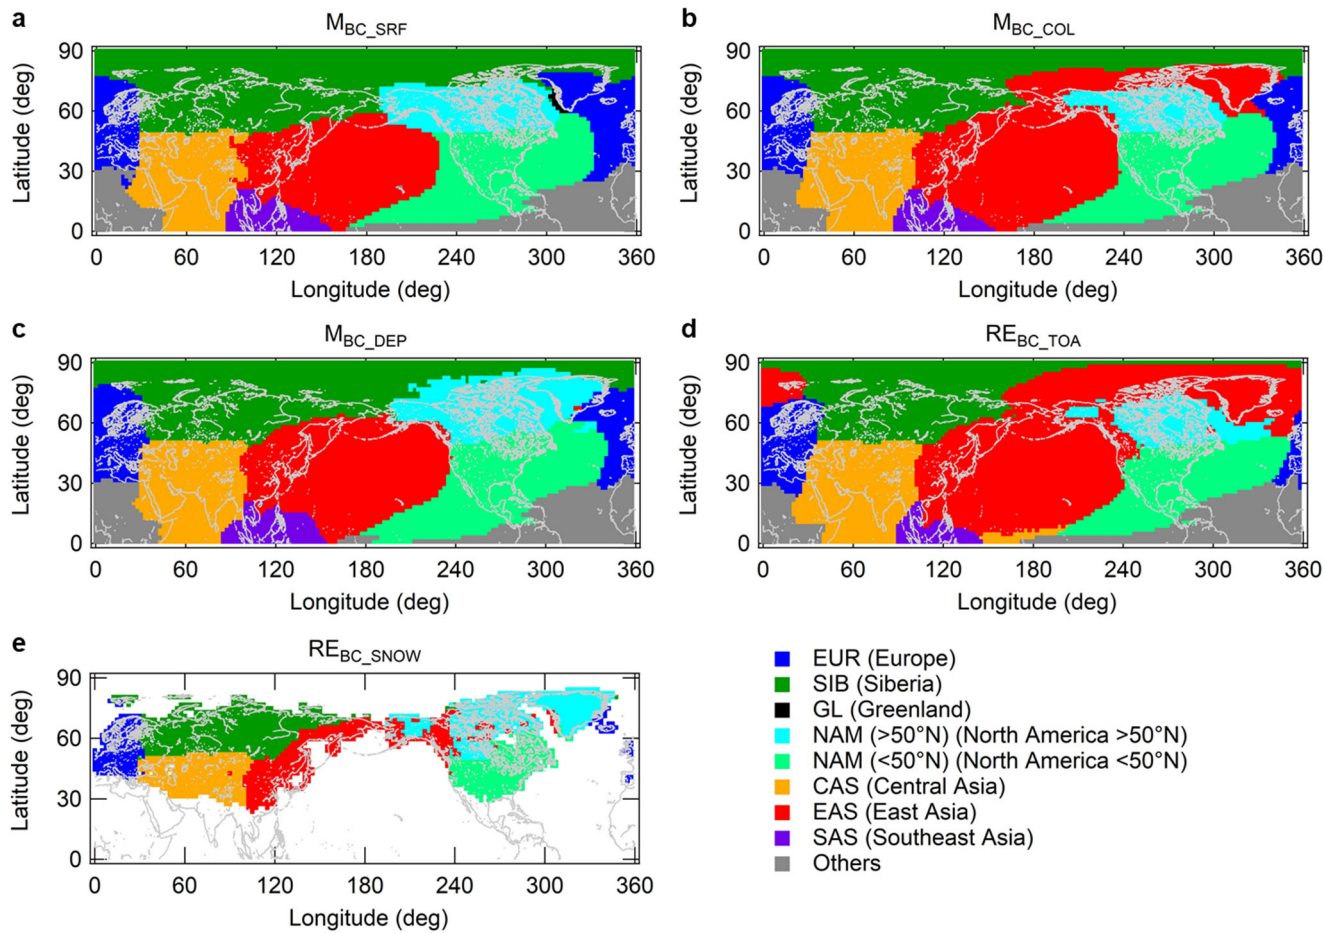 a
M_BC_SRF
90
60
30
0
Latitude (deg)
0 60 120 180 240 300 360
Longitude (deg)
b
M_BC_COL
90
60
30
0
Latitude (deg)
0 60 120 180 240 300 360
Longitude (deg)
c
M_BC_DEP
90
60
30
0
Latitude (deg)
0 60 120 180 240 300 360
Longitude (deg)
d
RE_BC_TOA
90
60
30
0
Latitude (deg)
0 60 120 180 240 300 360
Longitude (deg)
e
RE_BC_SNOW
90
60
30
0
Latitude (deg)
0 60 120 180 240 300 360
Longitude (deg)
EUR (Europe)
SIB (Siberia)
GL (Greenland)
NAM (>50°N) (North America >50°N)
NAM (<50°N) (North America <50°N)
CAS (Central Asia)
EAS (East Asia)
SAS (Southeast Asia)
Others